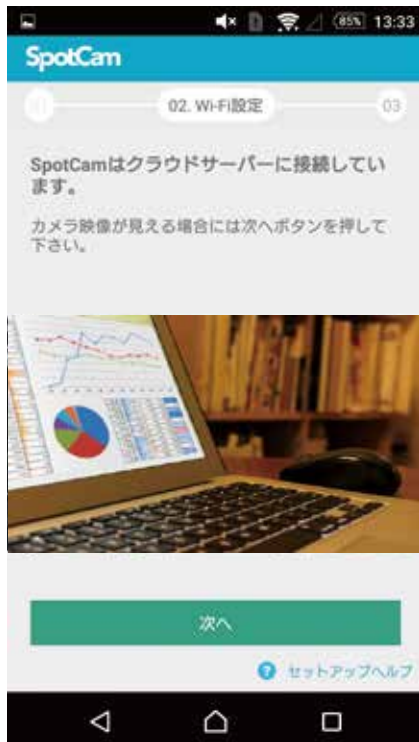 85% 13:33
SpotCam
02. Wi-Fi設定
03
SpotCamはクラウドサーバーに接続してい
ます。
カメラ映像が見える場合には次へボタンを押して
下さい。
次へ
? セットアップヘルプ